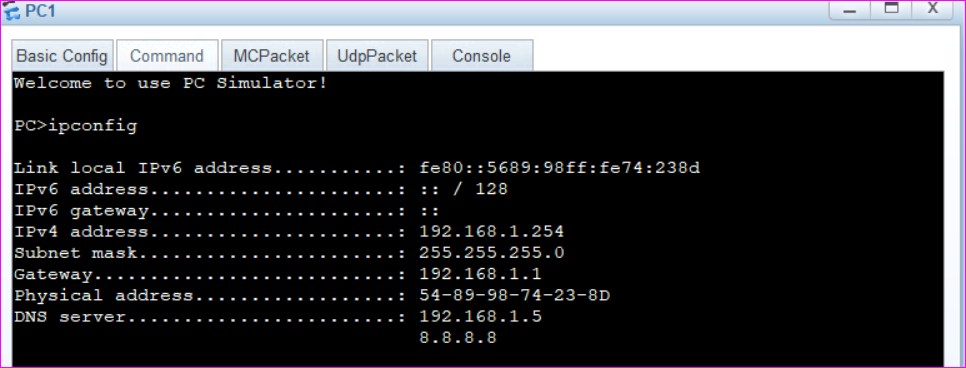 PC1
Basic Config Command MCPacket UdpPacket Console
Welcome to use PC Simulator!
PC>ipconfig
Link local IPv6 address...........: fe80::5689:98ff:fe74:238d
IPv6 address......................: :: / 128
IPv6 gateway......................: ::
IPv4 address......................: 192.168.1.254
Subnet mask.......................: 255.255.255.0
Gateway...........................: 192.168.1.1
Physical address..................: 54-89-98-74-23-8D
DNS server........................: 192.168.1.5
8.8.8.8